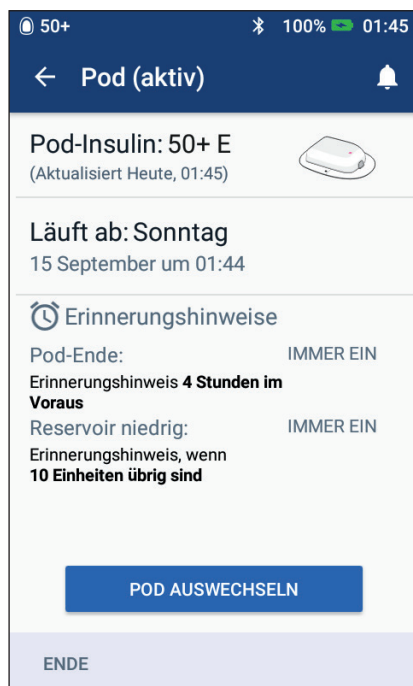 50+ 100% 01:45
Pod (aktiv)
Pod-Insulin: 50+ E
(Aktualisiert Heute, 01:45)
Läuft ab: Sonntag
15 September um 01:44
Erinnerungshinweise
Pod-Ende: IMMER EIN
Erinnerungshinweis 4 Stunden im
Voraus
Reservoir niedrig: IMMER EIN
Erinnerungshinweis, wenn
10 Einheiten übrig sind
POD AUSWECHSELN
ENDE